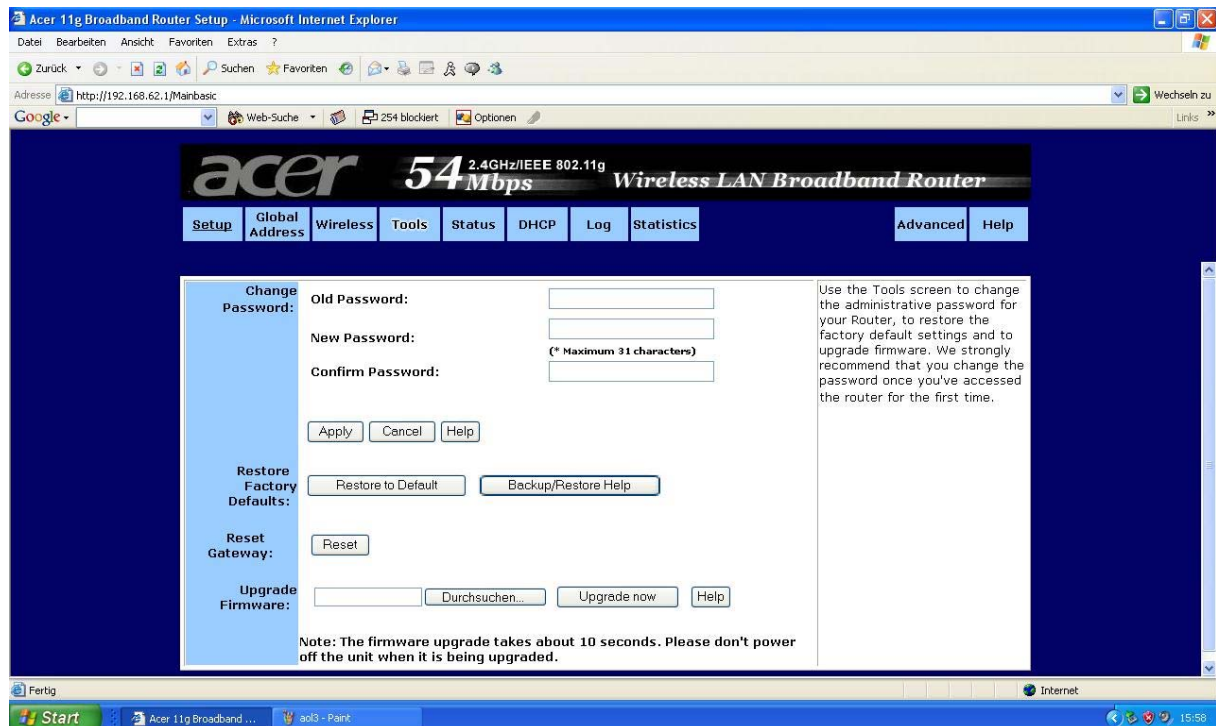 Acer 11g Broadband Router Setup - Microsoft Internet Explorer
Datei Bearbeiten Ansicht Favoriten Extras ?
Zurück Suchen Favoriten
Adresse http://192.168.62.1/Mainbasic Wechseln zu
Google Web-Suche 254 blockiert Optionen Links »
acer 54 Mbps 2.4GHz/IEEE 802.11g Wireless LAN Broadband Router
Setup Global Address Wireless Tools Status DHCP Log Statistics Advanced Help
Change Password:
Old Password:
New Password:
(* Maximum 31 characters)
Confirm Password:
Apply Cancel Help
Restore Factory Defaults:
Restore to Default Backup/Restore Help
Reset Gateway:
Reset
Upgrade Firmware:
Durchsuchen... Upgrade now Help
Note: The firmware upgrade takes about 10 seconds. Please don't power
off the unit when it is being upgraded.
Use the Tools screen to change
the administrative password for
your Router, to restore the
factory default settings and to
upgrade firmware. We strongly
recommend that you change the
password once you've accessed
the router for the first time.
Fertig Internet
Start Acer 11g Broadband ... aol3 - Paint 15:58